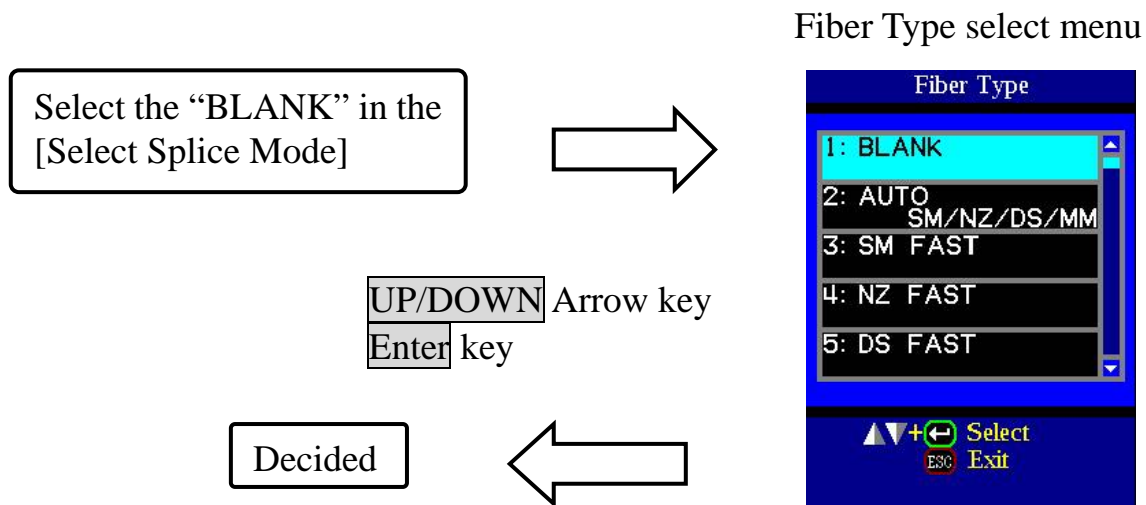 Fiber Type select menu
Select the “BLANK” in the
[Select Splice Mode]
Fiber Type
1: BLANK
2: AUTO
SM/NZ/DS/MM
3: SM FAST
4: NZ FAST
5: DS FAST
UP/DOWN Arrow key
Enter key
+ Select
ESC Exit
Decided